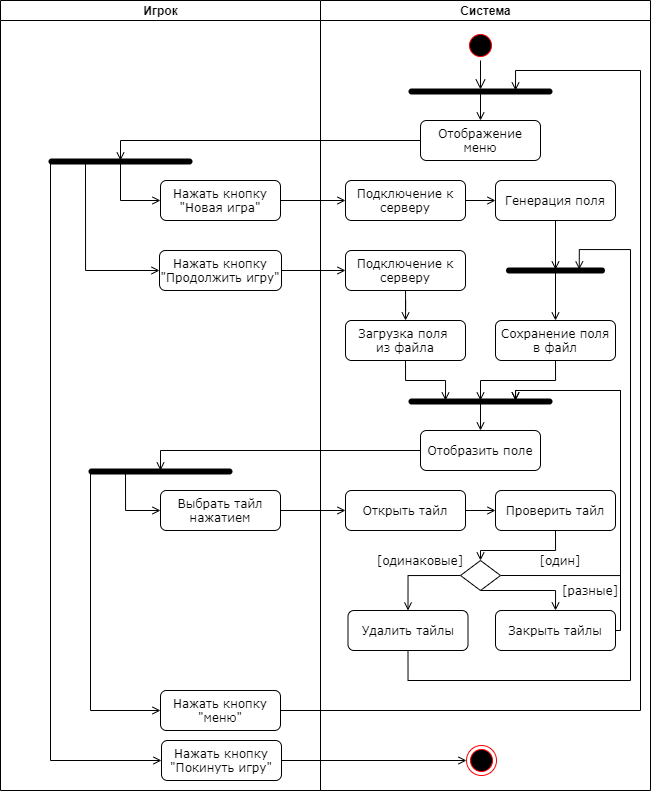 Игрок
Система
Отображение
меню
Нажать кнопку
"Новая игра"
Подключение к
серверу
Генерация поля
Нажать кнопку
"Продолжить игру"
Подключение к
серверу
Загрузка поля
из файла
Сохранение поля
в файл
Отобразить поле
Выбрать тайл
нажатием
Открыть тайл
Проверить тайл
[одинаковые]
[один]
[разные]
Удалить тайлы
Закрыть тайлы
Нажать кнопку
"меню"
Нажать кнопку
"Покинуть игру"